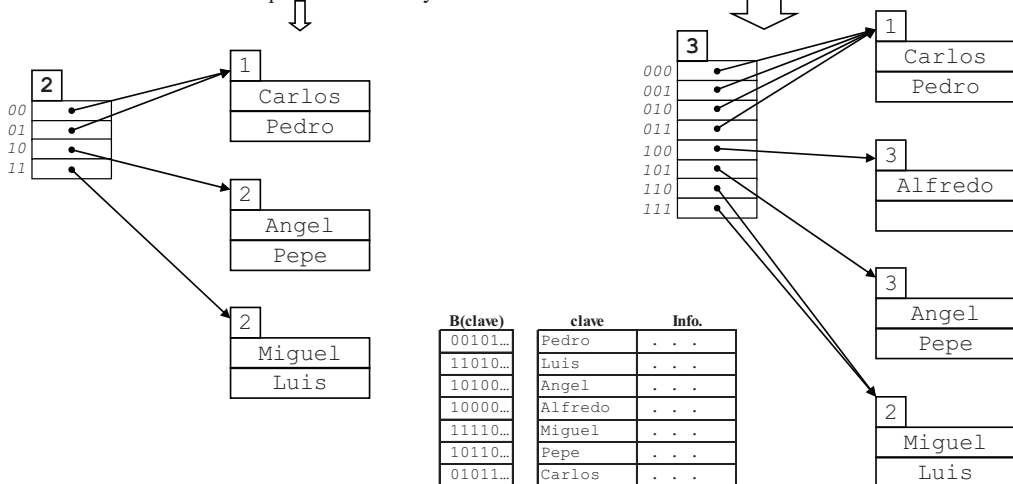 2
00
01
10
11
1
Carlos
Pedro
2
Angel
Pepe
2
Miguel
Luis
3
000
001
010
011
100
101
110
111
1
Carlos
Pedro
3
Alfredo
3
Angel
Pepe
2
Miguel
Luis
B(clave) clave Info.
00101… Pedro . . .
11010… Luis . . .
10100… Angel . . .
10000… Alfredo . . .
11110… Miguel . . .
10110… Pepe . . .
01011… Carlos . . .